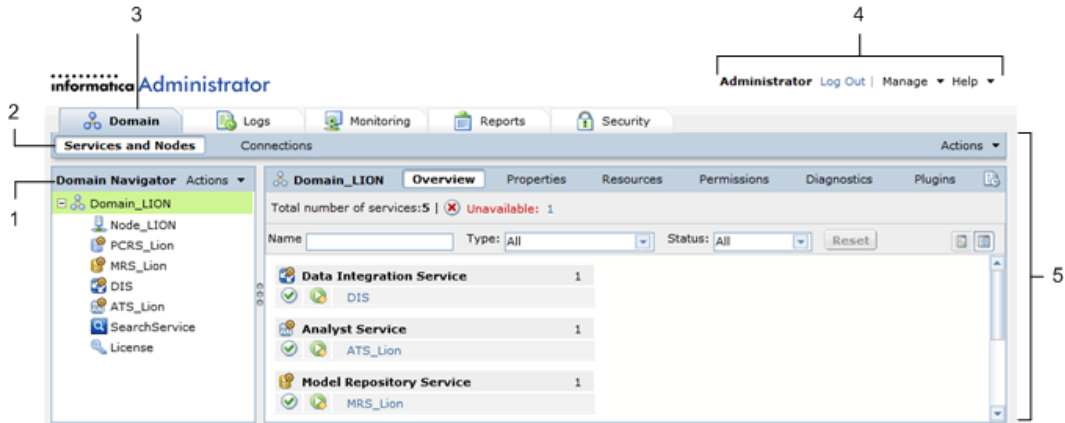 3
4
informatica Administrator
Administrator Log Out | Manage Help
2
Domain Logs Monitoring Reports Security
Services and Nodes Connections Actions
1
Domain Navigator Actions
Domain_LION Overview Properties Resources Permissions Diagnostics Plugins
Domain_LION
Node_LION
PCRS_Lion
MRS_Lion
DIS
ATS_Lion
SearchService
License
Total number of services:5 | Unavailable: 1
Name Type: All Status: All Reset
Data Integration Service 1
DIS
Analyst Service 1
ATS_Lion
Model Repository Service 1
MRS_Lion
5